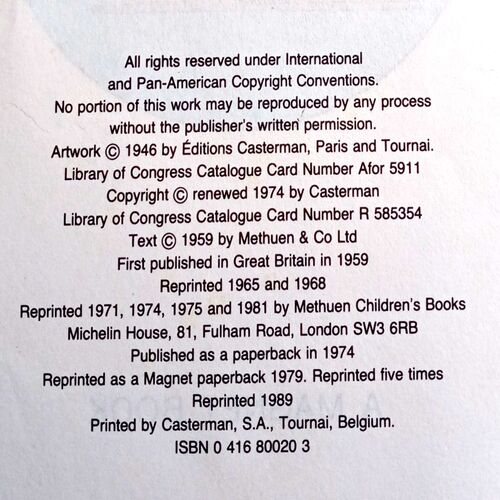 All rights reserved under International
and Pan-American Copyright Conventions.
No portion of this work may be reproduced by any process
without the publisher's written permission.
Artwork © 1946 by Éditions Casterman, Paris and Tournai.
Library of Congress Catalogue Card Number Afor 5911
Copyright © renewed 1974 by Casterman
Library of Congress Catalogue Card Number R 585354
Text © 1959 by Methuen & Co Ltd
First published in Great Britain in 1959
Reprinted 1965 and 1968
Reprinted 1971, 1974, 1975 and 1981 by Methuen Children's Books
Michelin House, 81, Fulham Road, London SW3 6RB
Published as a paperback in 1974
Reprinted as a Magnet paperback 1979. Reprinted five times
Reprinted 1989
Printed by Casterman, S.A., Tournai, Belgium.
ISBN 0 416 80020 3